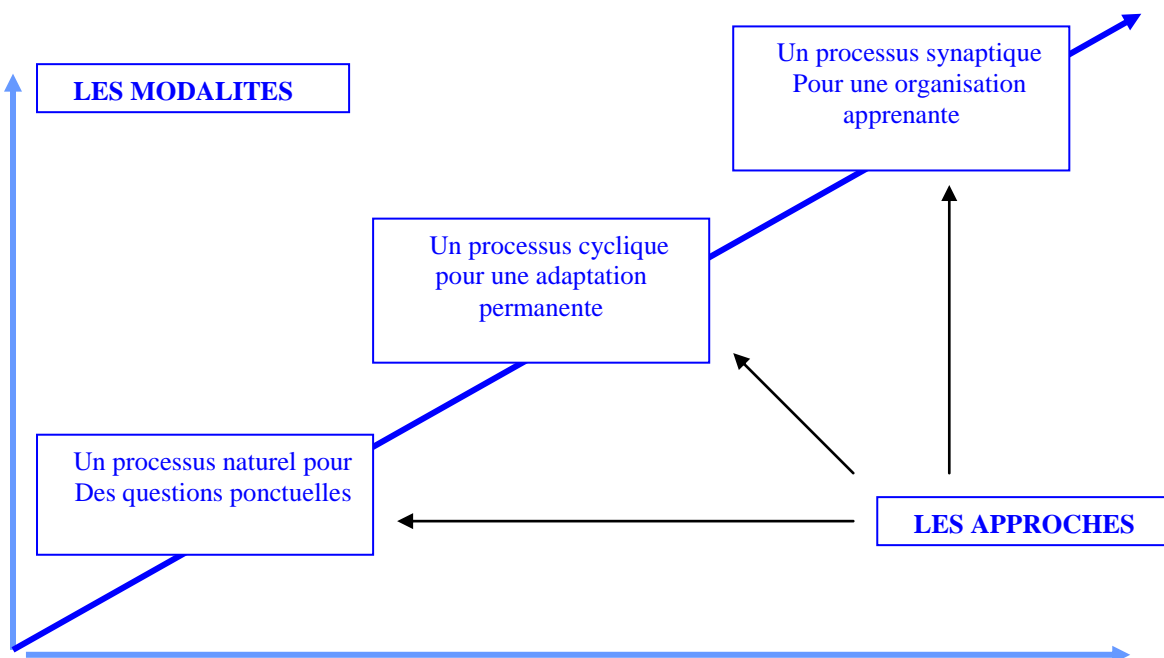 Un processus synaptique
Pour une organisation
apprenante
LES MODALITES
Un processus cyclique
pour une adaptation
permanente
Un processus naturel pour
Des questions ponctuelles
LES APPROCHES